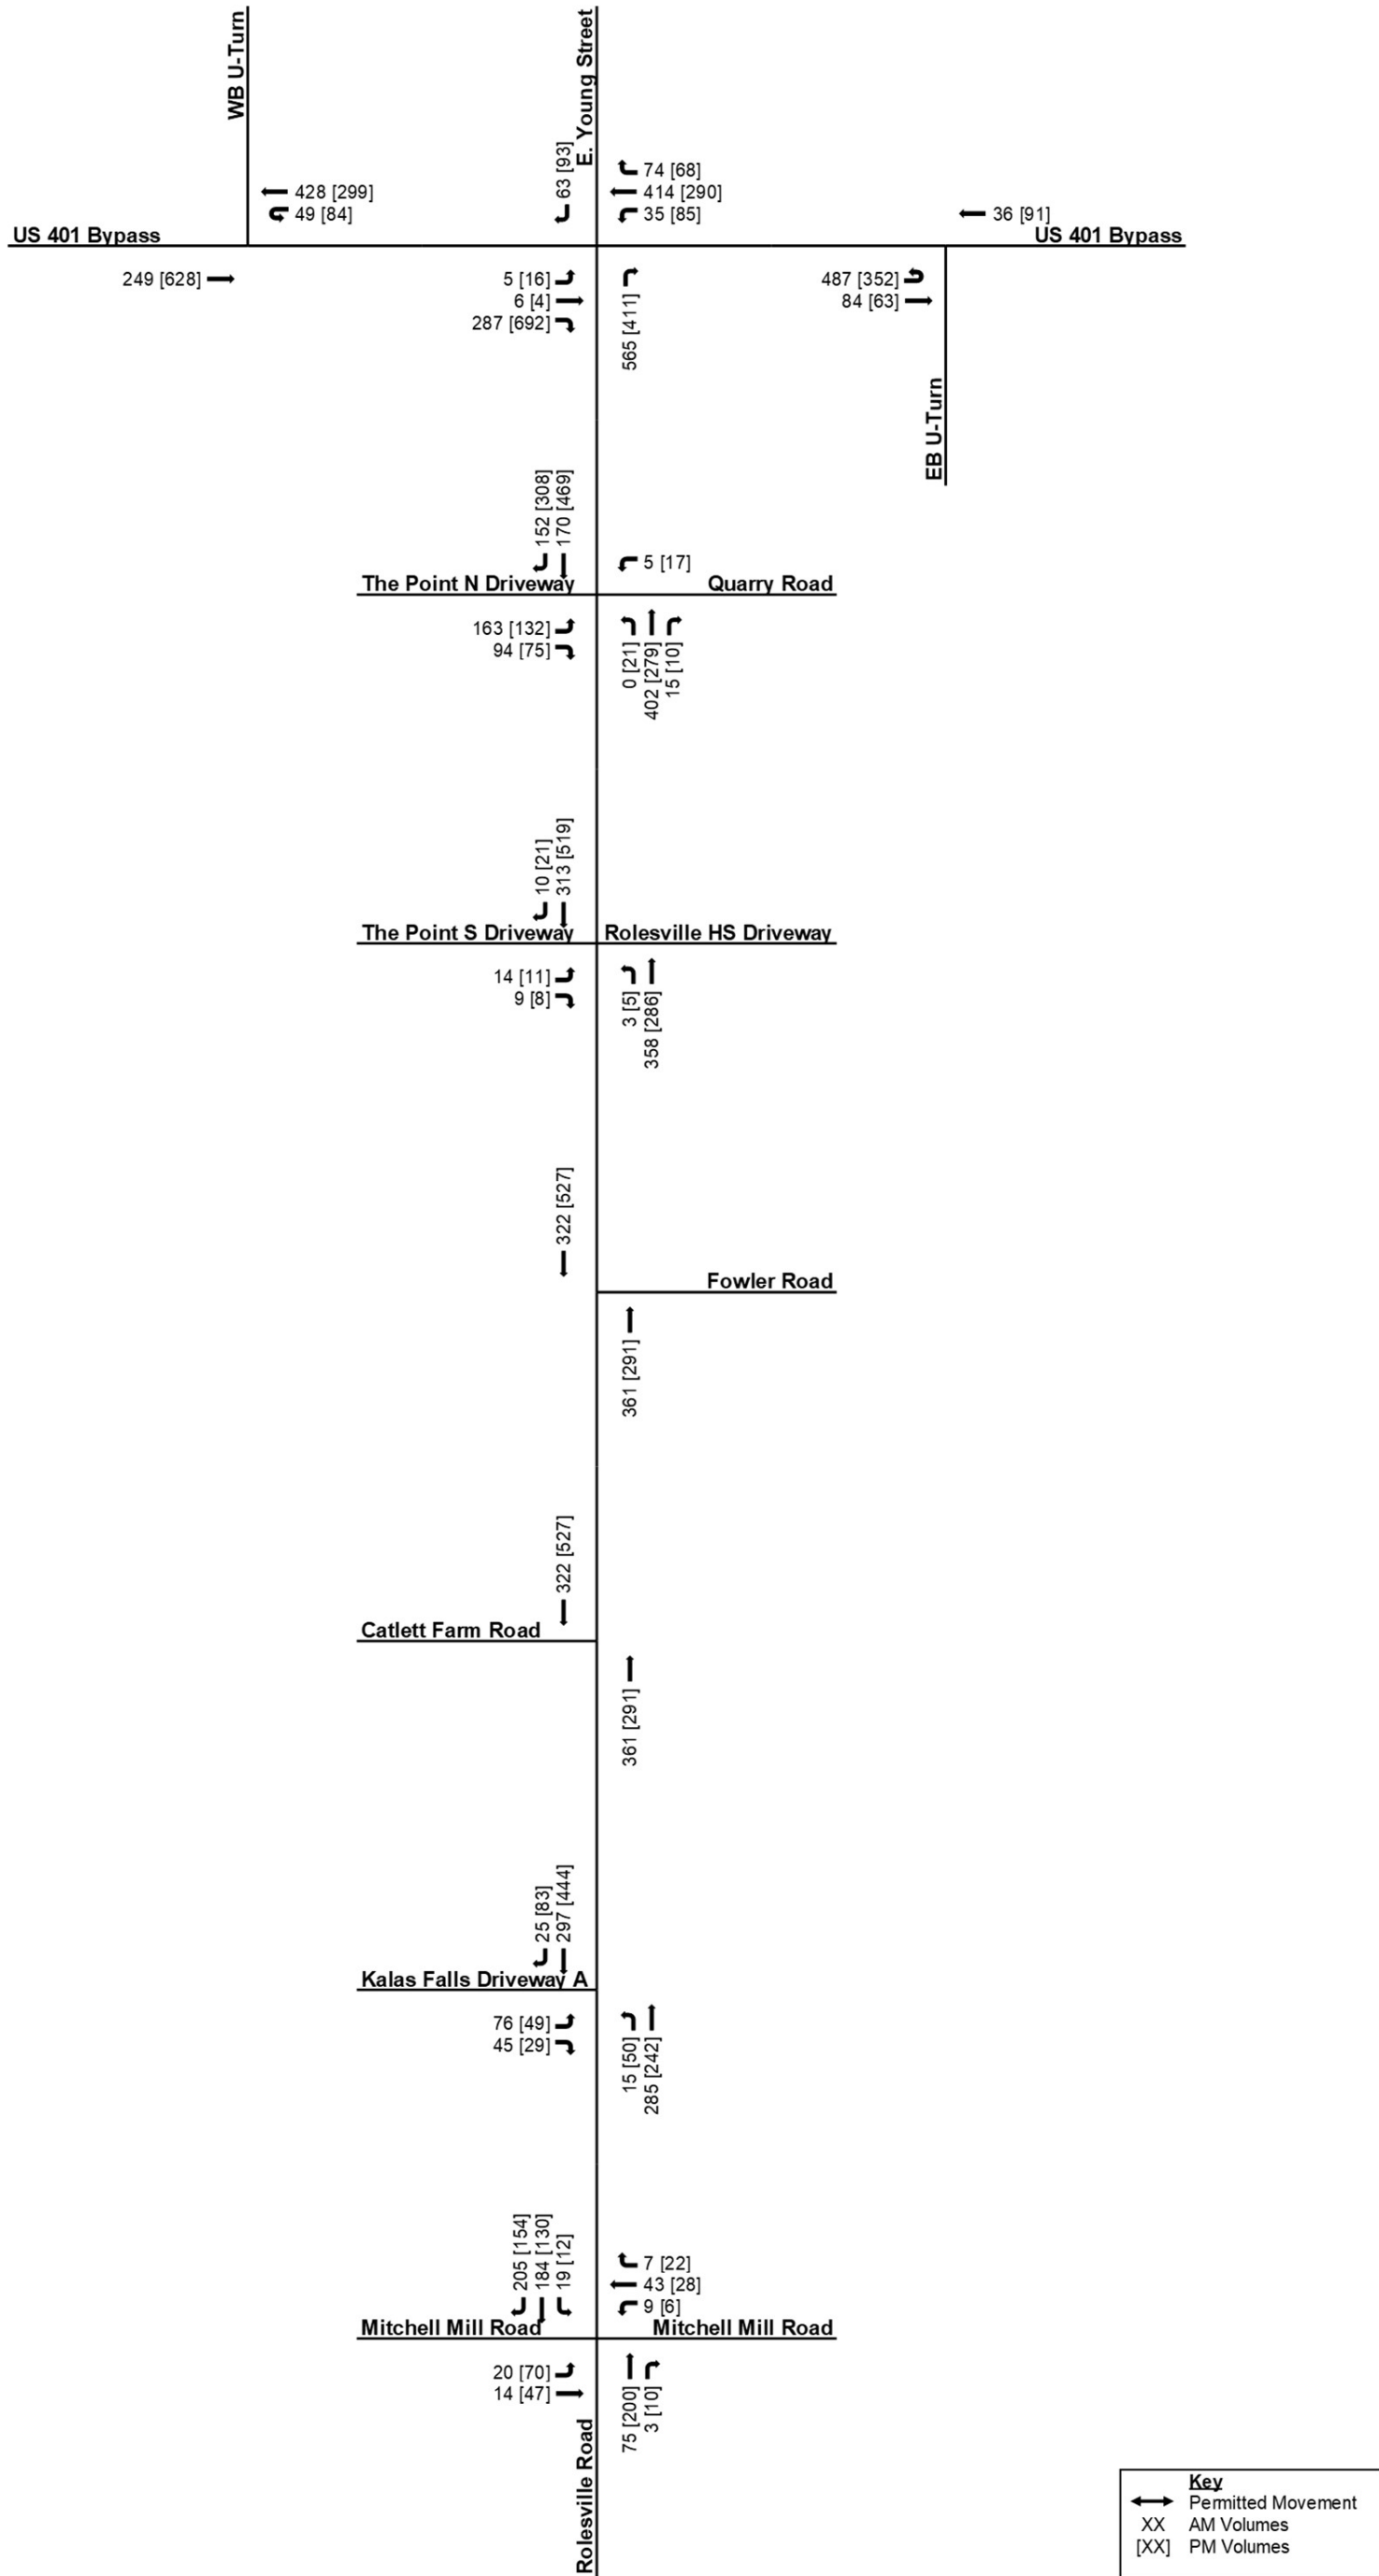 WB U-Turn
E. Young Street
63 [93]
74 [68]
428 [299]
414 [290]
49 [84]
35 [85]
36 [91]
US 401 Bypass
US 401 Bypass
249 [628]
5 [16]
6 [4]
287 [692]
565 [411]
487 [352]
84 [63]
EB U-Turn
152 [308]
170 [469]
5 [17]
The Point N Driveway
Quarry Road
163 [132]
94 [75]
0 [21]
402 [279]
15 [10]
10 [21]
313 [519]
The Point S Driveway
Rolesville HS Driveway
14 [11]
9 [8]
3 [5]
358 [286]
322 [527]
Fowler Road
361 [291]
322 [527]
Catlett Farm Road
361 [291]
25 [83]
297 [444]
Kalas Falls Driveway A
76 [49]
45 [29]
15 [50]
285 [242]
205 [154]
184 [130]
19 [12]
7 [22]
43 [28]
9 [6]
Mitchell Mill Road
Mitchell Mill Road
20 [70]
14 [47]
75 [200]
3 [10]
Rolesville Road
Key
Permitted Movement
XX AM Volumes
[XX] PM Volumes